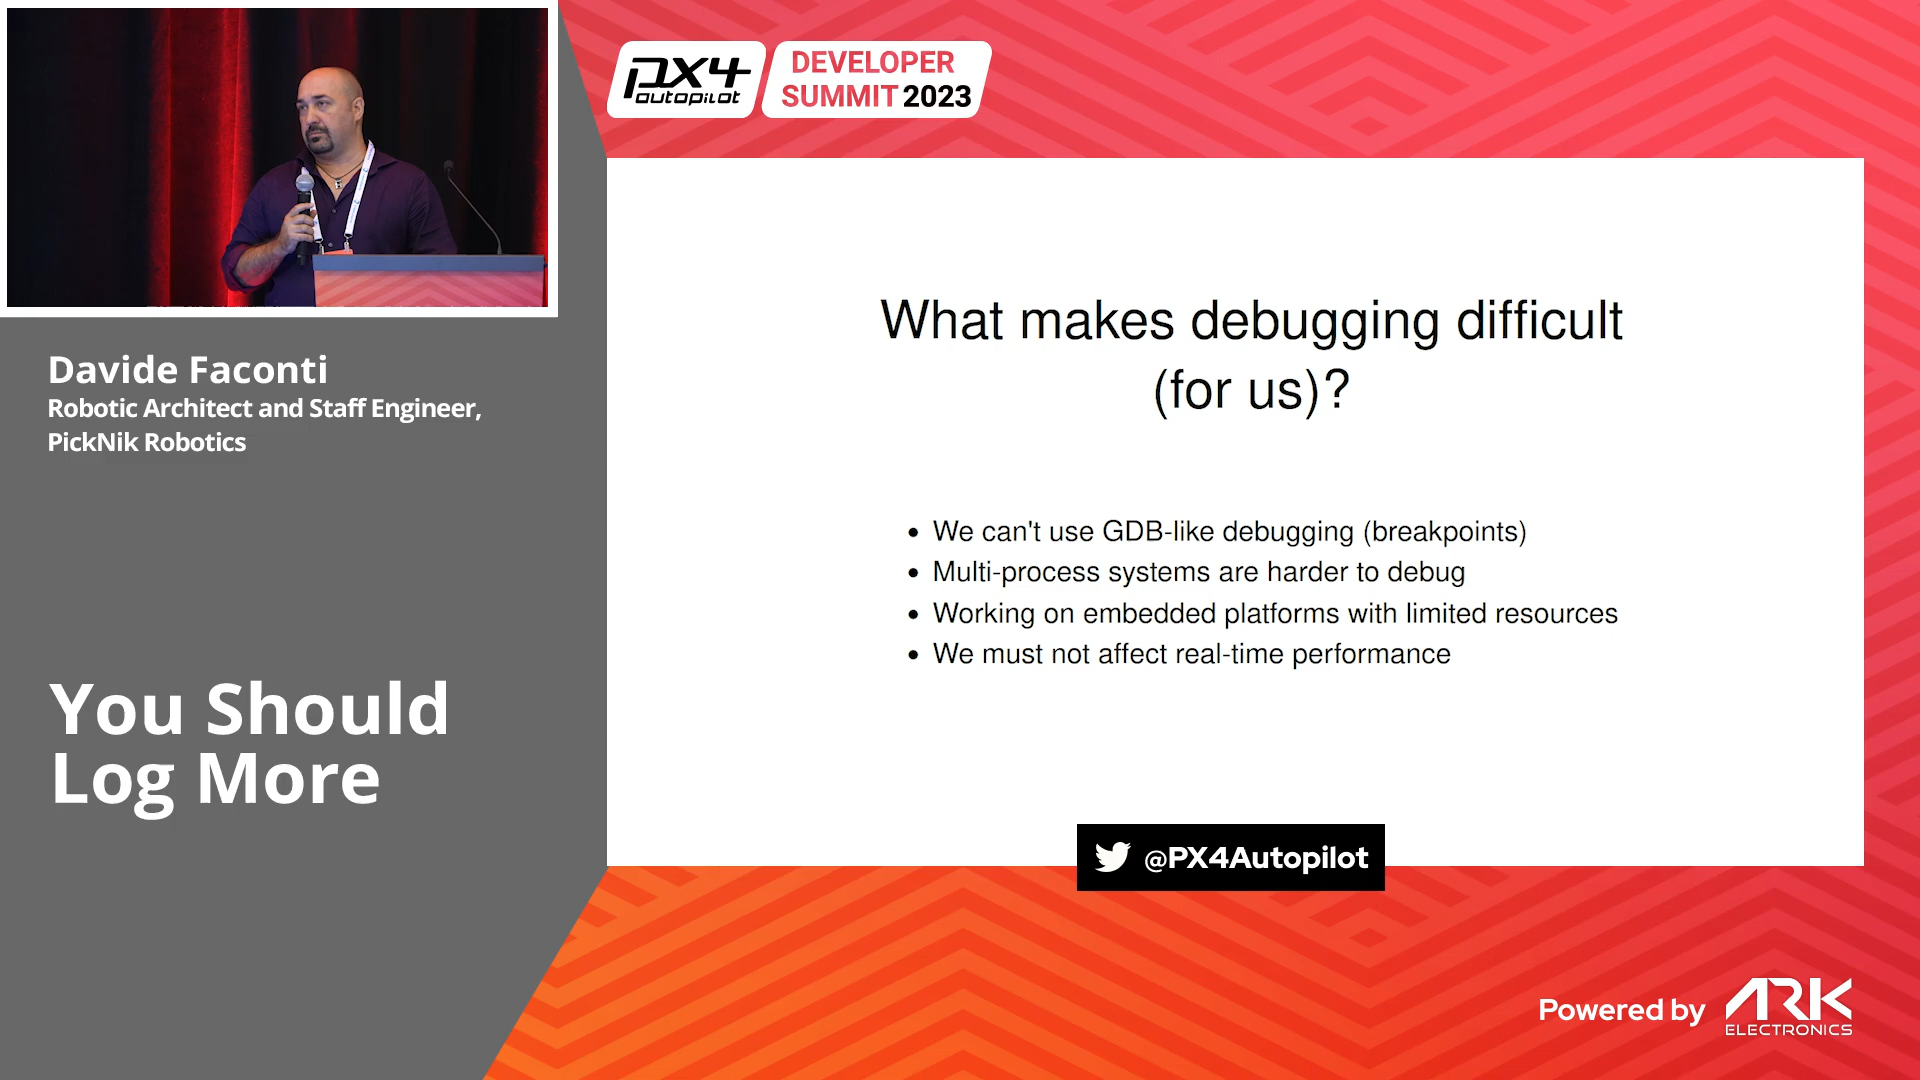 PX4
autopilot
DEVELOPER
SUMMIT 2023
Davide Faconti
Robotic Architect and Staff Engineer,
PickNik Robotics
You Should
Log More
What makes debugging difficult
(for us)?
• We can't use GDB-like debugging (breakpoints)
• Multi-process systems are harder to debug
• Working on embedded platforms with limited resources
• We must not affect real-time performance
@PX4Autopilot
Powered by
ARK
ELECTRONICS